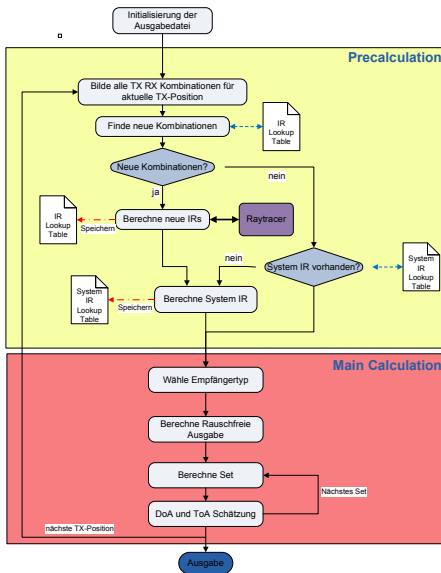 Initialisierung der
Ausgabedatei
Precalculation
Bilde alle TX RX Kombinationen für
aktuelle TX-Position
Finde neue Kombinationen
IR
Lookup
Table
Neue Kombinationen?
nein
ja
IR
Lookup
Table
Speichern
Berechne neue IRs
Raytracer
System IR vorhanden?
System
IR
Lookup
Table
nein
System
IR
Lookup
Table
Speichern
Berechne System IR
Main Calculation
Wähle Empfängertyp
Berechne Rauschfreie
Ausgabe
Berechne Set
Nächstes Set
DoA und ToA Schätzung
nächste TX-Position
Ausgabe